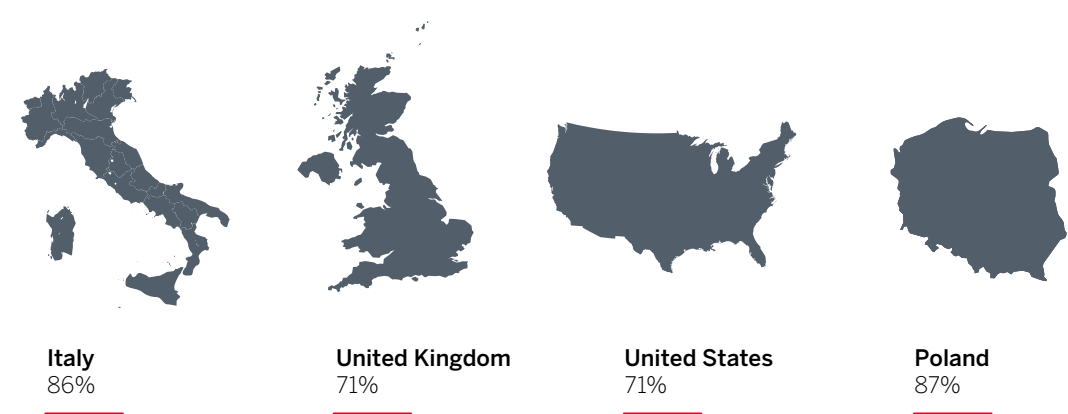 Italy
86%
United Kingdom
71%
United States
71%
Poland
87%